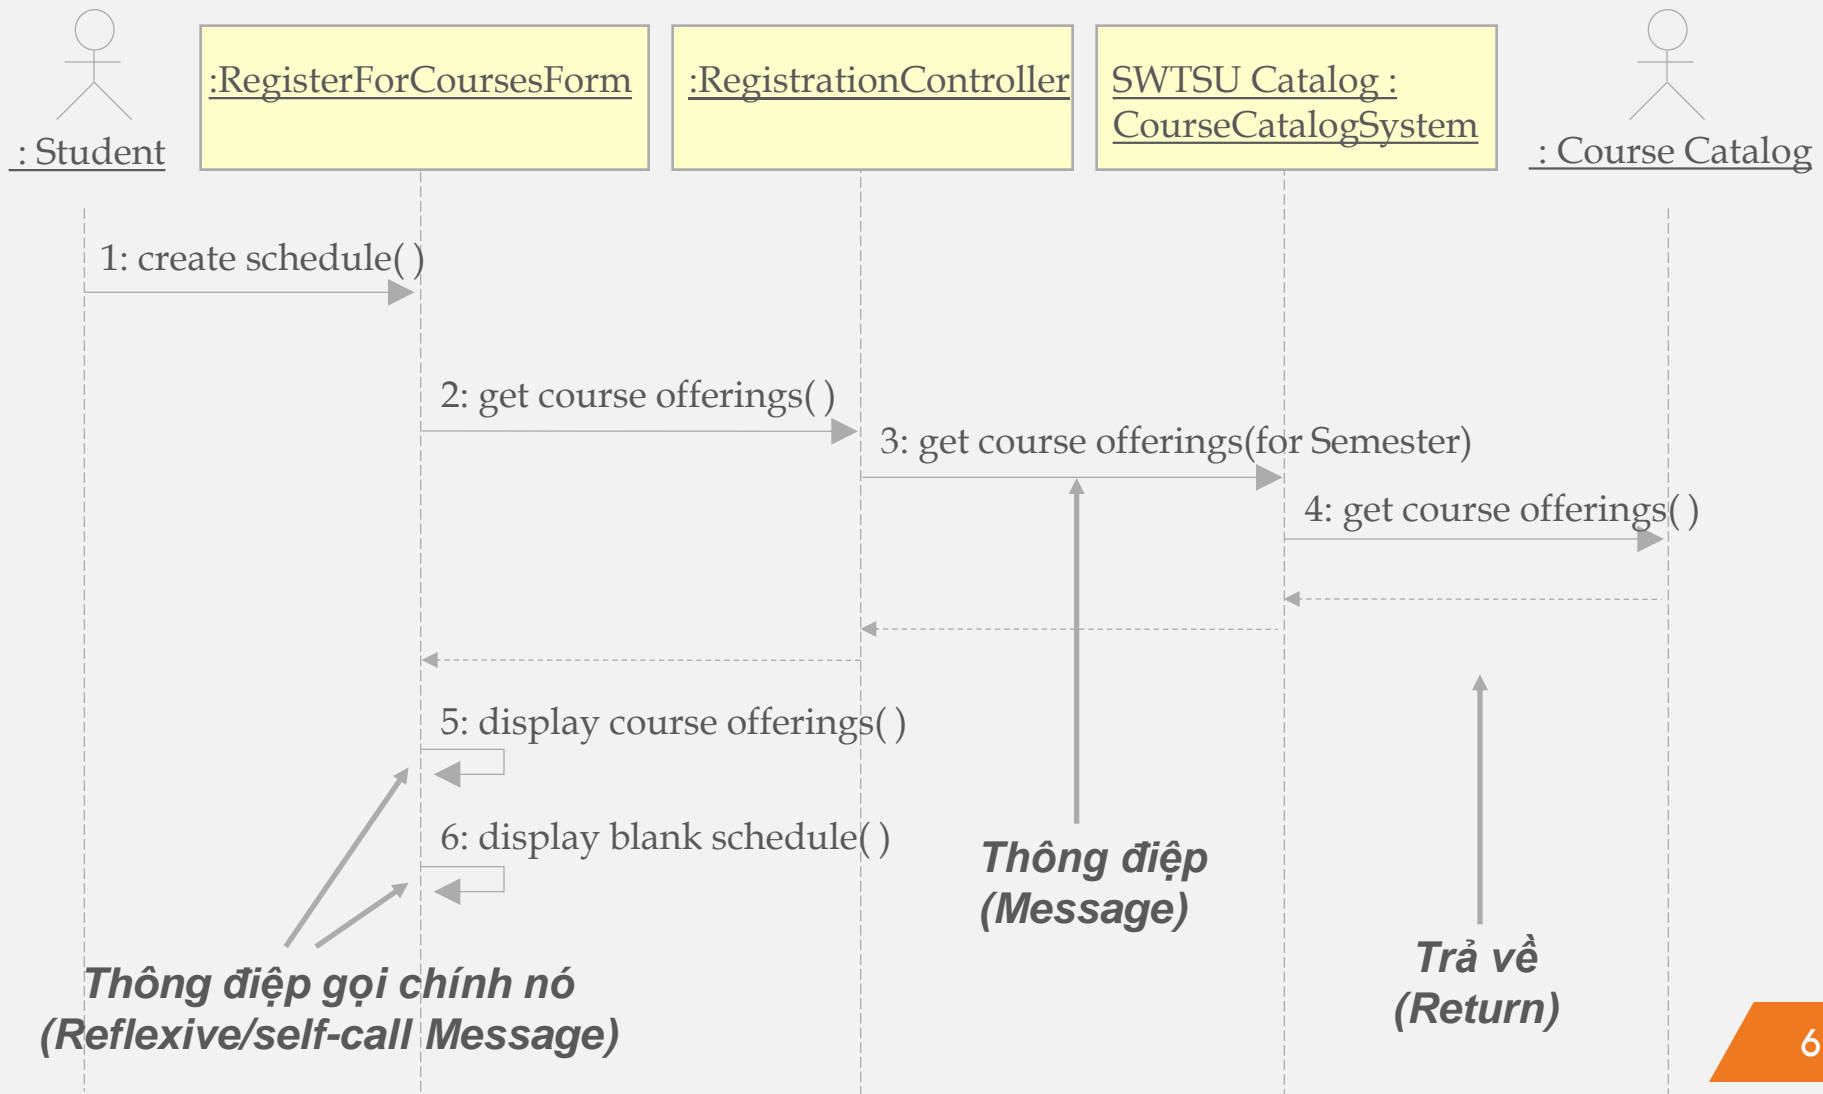 :RegisterForCoursesForm
:RegistrationController
SWTSU Catalog :
CourseCatalogSystem
: Student
: Course Catalog
1: create schedule( )
2: get course offerings( )
3: get course offerings(for Semester)
4: get course offerings( )
5: display course offerings( )
6: display blank schedule( )
Thông điệp
(Message)
Trả về
(Return)
Thông điệp gọi chính nó
(Reflexive/self-call Message)
6